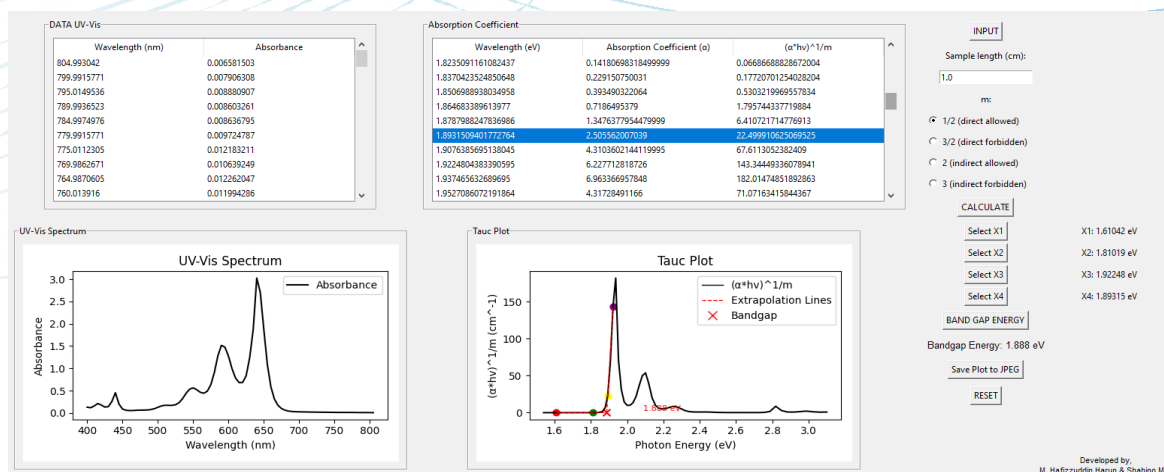 DATA UV-Vis
Wavelength (nm) Absorbance
804.993042 0.006581503
799.9915771 0.007906308
795.0149536 0.008880907
789.9936523 0.008603261
784.9974976 0.008636795
779.9915771 0.009724787
775.0112305 0.012183211
769.9862671 0.010639249
764.9870605 0.012262047
760.013916 0.011994286
Absorption Coefficient
Wavelength (eV) Absorption Coefficient (α) (α*hv)^1/m
1.8235091161082437 0.14180698318499999 0.06686688828672004
1.8370423524850648 0.229150750031 0.17720701254028204
1.8506988938034958 0.393490322064 0.5303219969557834
1.864683389613977 0.7186495379 1.795744337719884
1.8787988247836986 1.3476377954479999 6.410721714776913
1.8931509401772764 2.505562007039 22.499910625069525
1.9076385695138045 4.3103602144119995 67.6113052382409
1.9224804383390595 6.227712818726 143.34449336078941
1.937465632689695 6.963366957848 182.01474851892863
1.9527086072191864 4.31728491166 71.07163415844367
INPUT
Sample length (cm):
1.0
m:
1/2 (direct allowed)
3/2 (direct forbidden)
2 (indirect allowed)
3 (indirect forbidden)
CALCULATE
Select X1 X1: 1.61042 eV
Select X2 X2: 1.81019 eV
Select X3 X3: 1.92248 eV
Select X4 X4: 1.89315 eV
BAND GAP ENERGY
Bandgap Energy: 1.888 eV
Save Plot to JPEG
RESET
UV-Vis Spectrum
UV-Vis Spectrum
Absorbance
3.0
2.5
2.0
1.5
1.0
0.5
0.0
Absorbance
400 450 500 550 600 650 700 750 800
Wavelength (nm)
Tauc Plot
Tauc Plot
(α*hv)^1/m
Extrapolation Lines
Bandgap
150
100
50
0
(α*hv)^1/m (cm^-1)
1.888 eV
1.6 1.8 2.0 2.2 2.4 2.6 2.8 3.0
Photon Energy (eV)
Developed by,
M. Hafizzuddin Harun & Shahino M